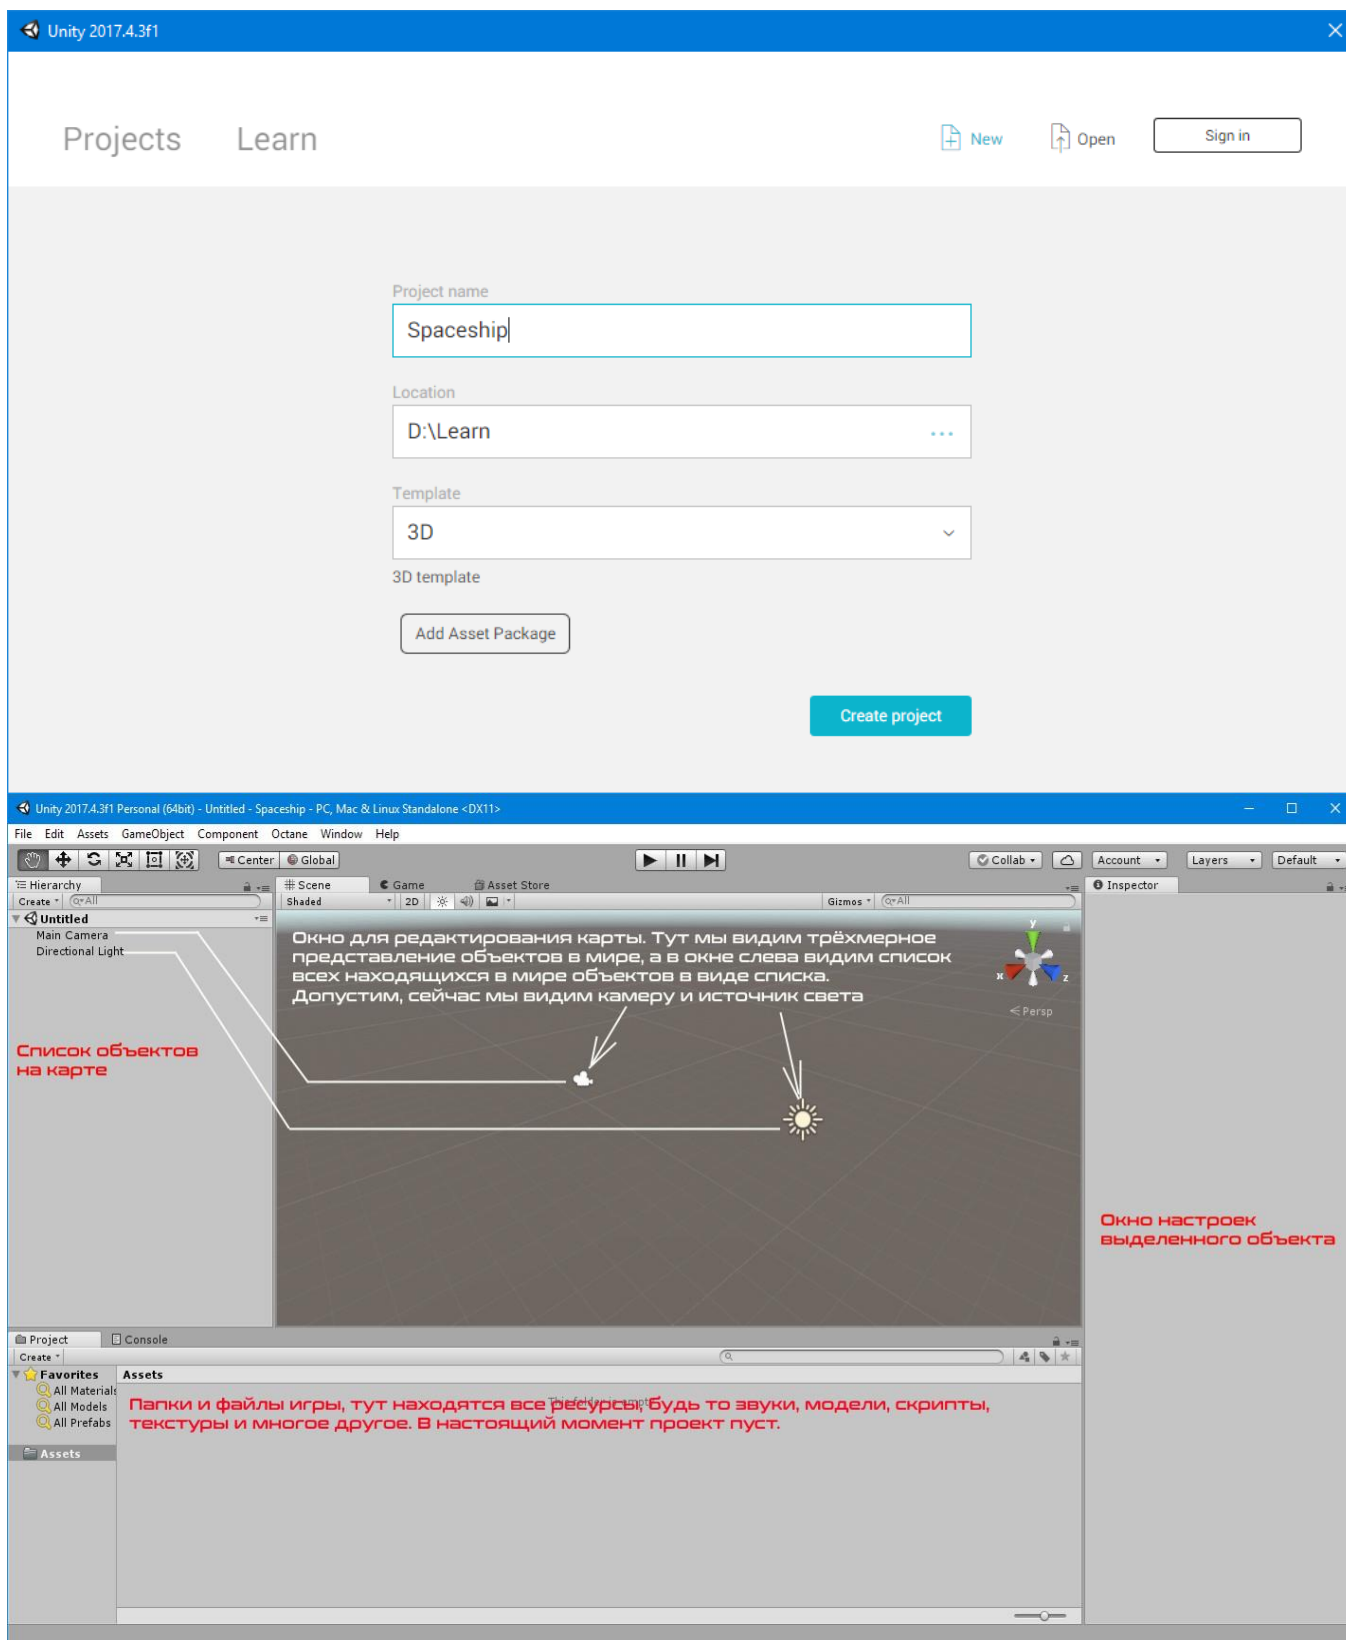 Unity 2017.4.3f1
Projects Learn New Open Sign in
Project name
Spaceship
Location
D:\Learn
Template
3D
3D template
Add Asset Package
Create project
Unity 2017.4.3f1 Personal (64bit) - Untitled - Spaceship - PC, Mac & Linux Standalone <DX11>
File Edit Assets GameObject Component Octane Window Help
Center Global Collab Account Layers Default
Hierarchy Scene Game Asset Store Inspector
Create All Shaded 2D Gizmos All
Untitled
Main Camera
Directional Light
Окно для редактирования карты. Тут мы видим трёхмерное
представление объектов в мире, а в окне слева видим список
всех находящихся в мире объектов в виде списка.
Допустим, сейчас мы видим камеру и источник света
y
x z
Persp
Список объектов
на карте
Окно настроек
выделенного объекта
Project Console
Create
Favorites Assets
All Materials
All Models
All Prefabs
Assets
This folder is empty
Папки и файлы игры, тут находятся все ресурсы, будь то звуки, модели, скрипты,
текстуры и многое другое. В настоящий момент проект пуст.